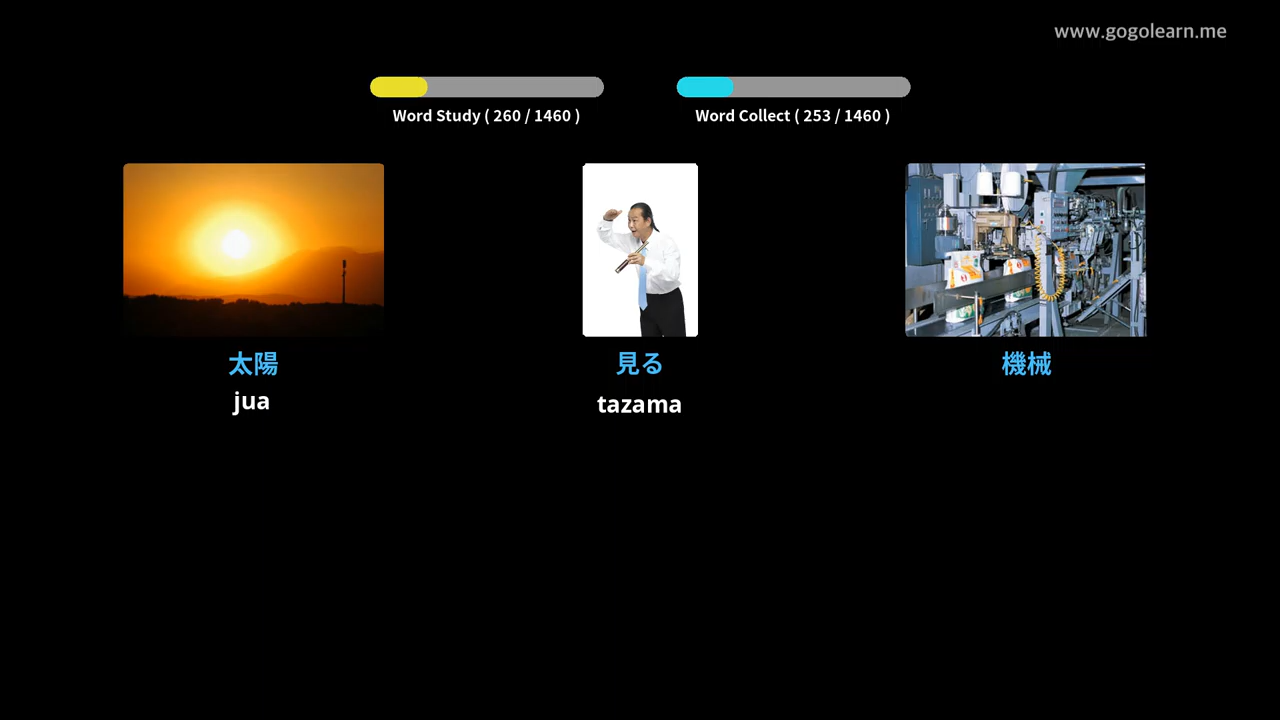 www.gogolearn.me
Word Study ( 260 / 1460 )
Word Collect ( 253 / 1460 )
太陽
jua
見る
tazama
機械